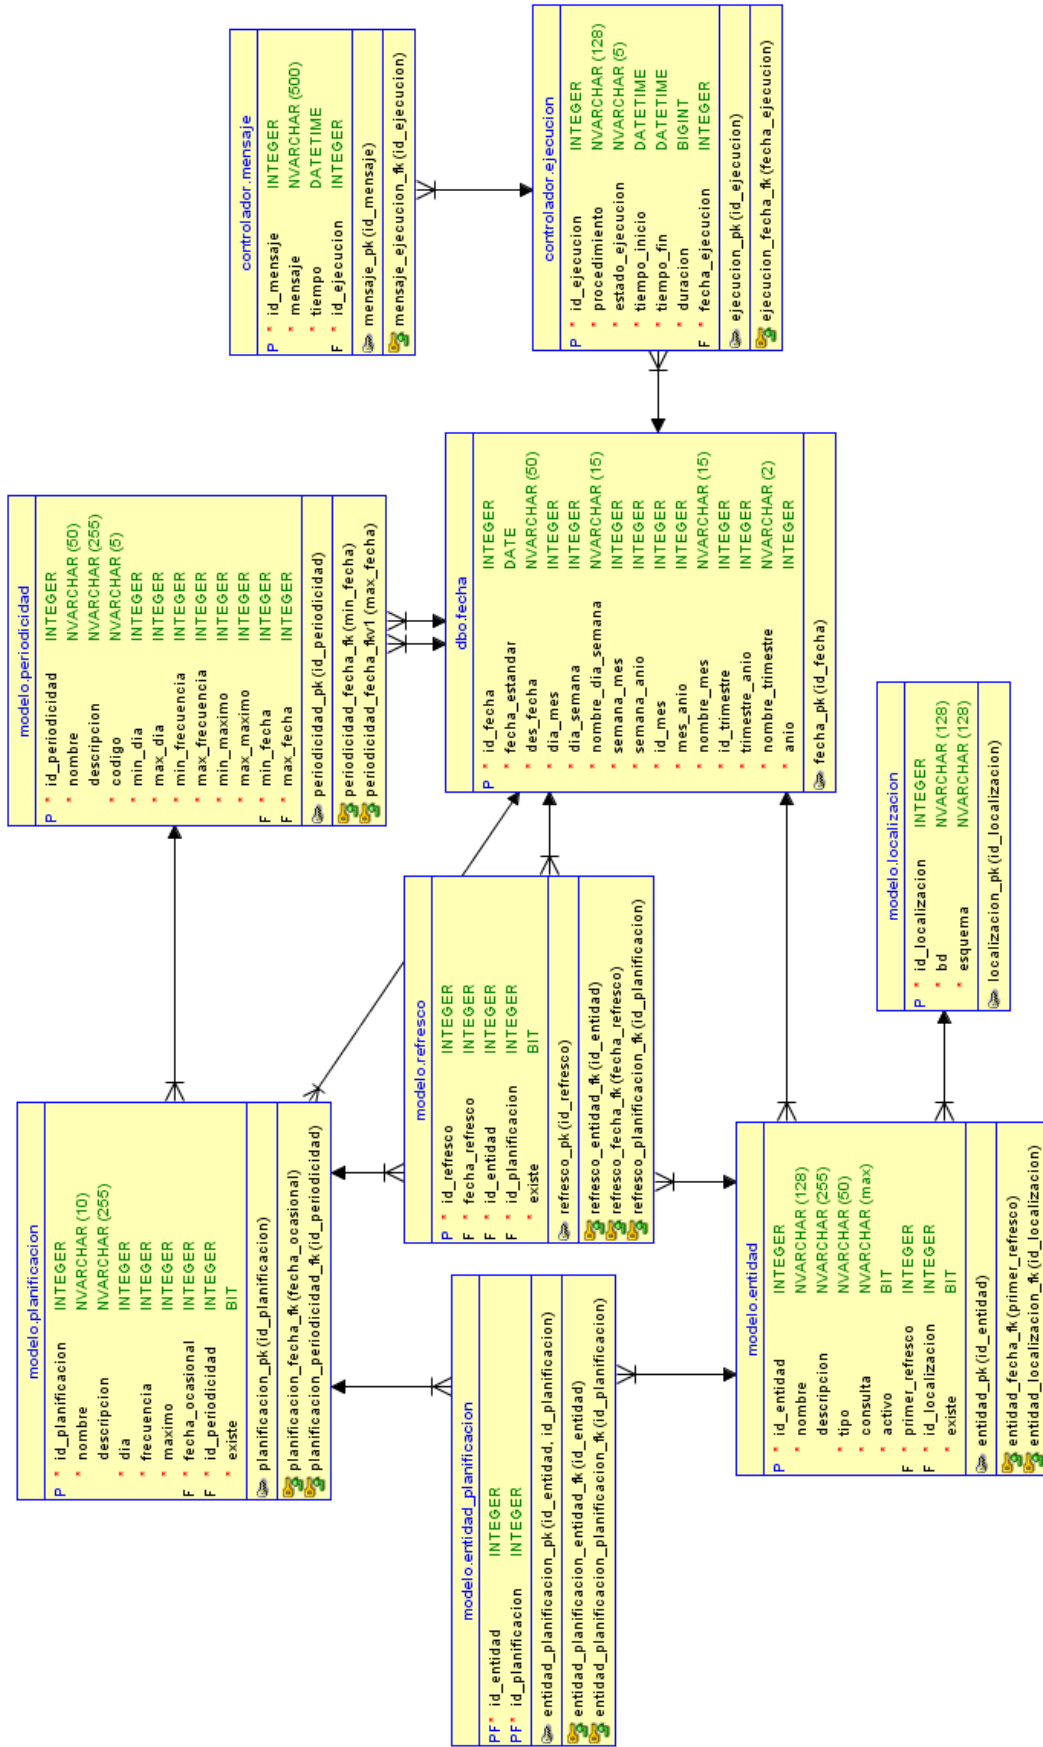 modelo.planificacion
P * id_planificacion INTEGER
* nombre NVARCHAR (10)
descripcion NVARCHAR (255)
* dia INTEGER
* frecuencia INTEGER
* maximo INTEGER
F * fecha_ocasional INTEGER
F * id_periodicidad INTEGER
* existe BIT
planificacion_pk (id_planificacion)
planificacion_fecha_fk (fecha_ocasional)
planificacion_periodicidad_fk (id_periodicidad)
modelo.periodicidad
P * id_periodicidad INTEGER
* nombre NVARCHAR (50)
descripcion NVARCHAR (255)
* codigo NVARCHAR (5)
* min_dia INTEGER
* max_dia INTEGER
* min_frecuencia INTEGER
* max_frecuencia INTEGER
* min_maximo INTEGER
* max_maximo INTEGER
F * min_fecha INTEGER
F * max_fecha INTEGER
periodicidad_pk (id_periodicidad)
periodicidad_fecha_fk (min_fecha)
periodicidad_fecha_fkv1 (max_fecha)
controlador.mensaje
P * id_mensaje INTEGER
* mensaje NVARCHAR (500)
* tiempo DATETIME
F * id_ejecucion INTEGER
mensaje_pk (id_mensaje)
mensaje_ejecucion_fk (id_ejecucion)
modelo.entidad_planificacion
PF* id_entidad INTEGER
PF* id_planificacion INTEGER
entidad_planificacion_pk (id_entidad, id_planificacion)
entidad_planificacion_entidad_fk (id_entidad)
entidad_planificacion_planificacion_fk (id_planificacion)
modelo.refresco
P * id_refresco INTEGER
F * fecha_refresco INTEGER
F * id_entidad INTEGER
F * id_planificacion INTEGER
* existe BIT
refresco_pk (id_refresco)
refresco_entidad_fk (id_entidad)
refresco_fecha_fk (fecha_refresco)
refresco_planificacion_fk (id_planificacion)
dbo.fecha
P * id_fecha INTEGER
* fecha_estandar DATE
* des_fecha NVARCHAR (50)
* dia_mes INTEGER
* dia_semana INTEGER
* nombre_dia_semana NVARCHAR (15)
* semana_mes INTEGER
* semana_anio INTEGER
* id_mes INTEGER
* mes_anio INTEGER
* nombre_mes NVARCHAR (15)
* id_trimestre INTEGER
* trimestre_anio INTEGER
* nombre_trimestre NVARCHAR (2)
* anio INTEGER
fecha_pk (id_fecha)
controlador.ejecucion
P * id_ejecucion INTEGER
* procedimiento NVARCHAR (128)
* estado_ejecucion NVARCHAR (5)
* tiempo_inicio DATETIME
* tiempo_fin DATETIME
* duracion BIGINT
F * fecha_ejecucion INTEGER
ejecucion_pk (id_ejecucion)
ejecucion_fecha_fk (fecha_ejecucion)
modelo.entidad
P * id_entidad INTEGER
* nombre NVARCHAR (128)
descripcion NVARCHAR (255)
* tipo NVARCHAR (50)
* consulta NVARCHAR (max)
* activo BIT
F * primer_refresco INTEGER
F * id_localizacion INTEGER
* existe BIT
entidad_pk (id_entidad)
entidad_fecha_fk (primer_refresco)
entidad_localizacion_fk (id_localizacion)
modelo.localizacion
P * id_localizacion INTEGER
* bd NVARCHAR (128)
* esquema NVARCHAR (128)
localizacion_pk (id_localizacion)